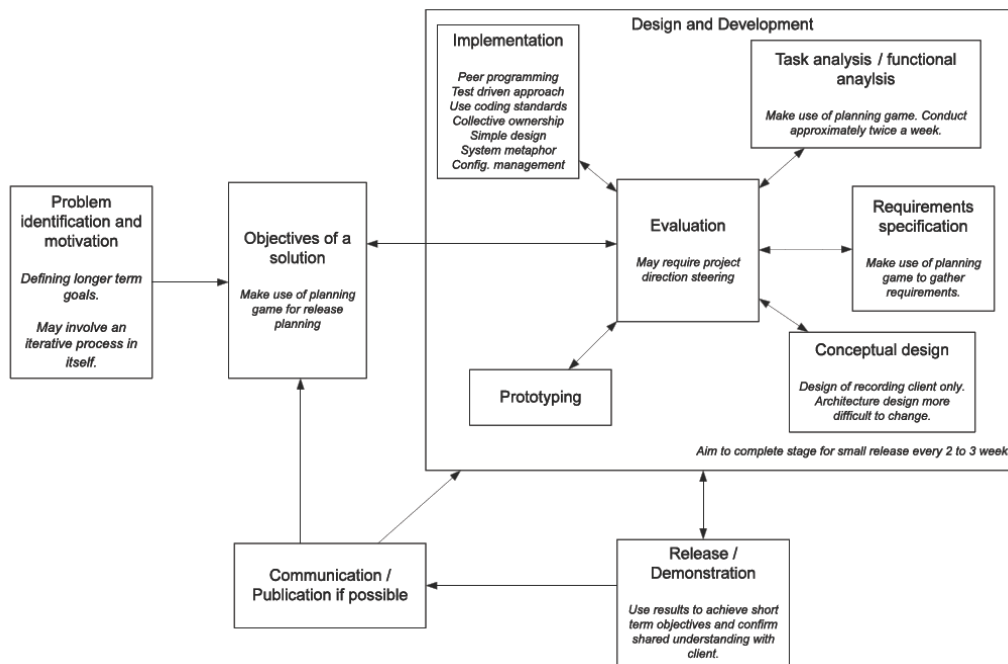 Design and Development
Implementation
Peer programming
Test driven approach
Use coding standards
Collective ownership
Simple design
System metaphor
Config. management
Task analysis / functional
anaylsis
Make use of planning game. Conduct
approximately twice a week.
Problem
identification and
motivation
Defining longer term
goals.
May involve an
iterative process in
itself.
Objectives of a
solution
Make use of planning
game for release
planning
Evaluation
May require project
direction steering
Requirements
specification
Make use of planning
game to gather
requirements.
Conceptual design
Design of recording client only.
Architecture design more
difficult to change.
Prototyping
Aim to complete stage for small release every 2 to 3 week
Communication /
Publication if possible
Release /
Demonstration
Use results to achieve short
term objectives and confirm
shared understanding with
client.